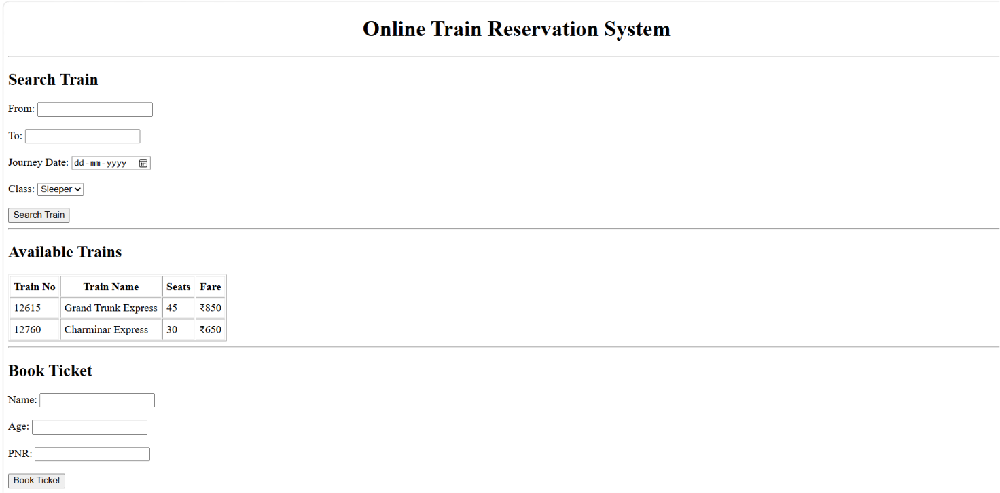 Online Train Reservation System
Search Train
From:
To:
Journey Date: dd-mm-yyyy
Class: Sleeper
Search Train
Available Trains
Train No Train Name Seats Fare
12615 Grand Trunk Express 45 ₹850
12760 Charminar Express 30 ₹650
Book Ticket
Name:
Age:
PNR:
Book Ticket